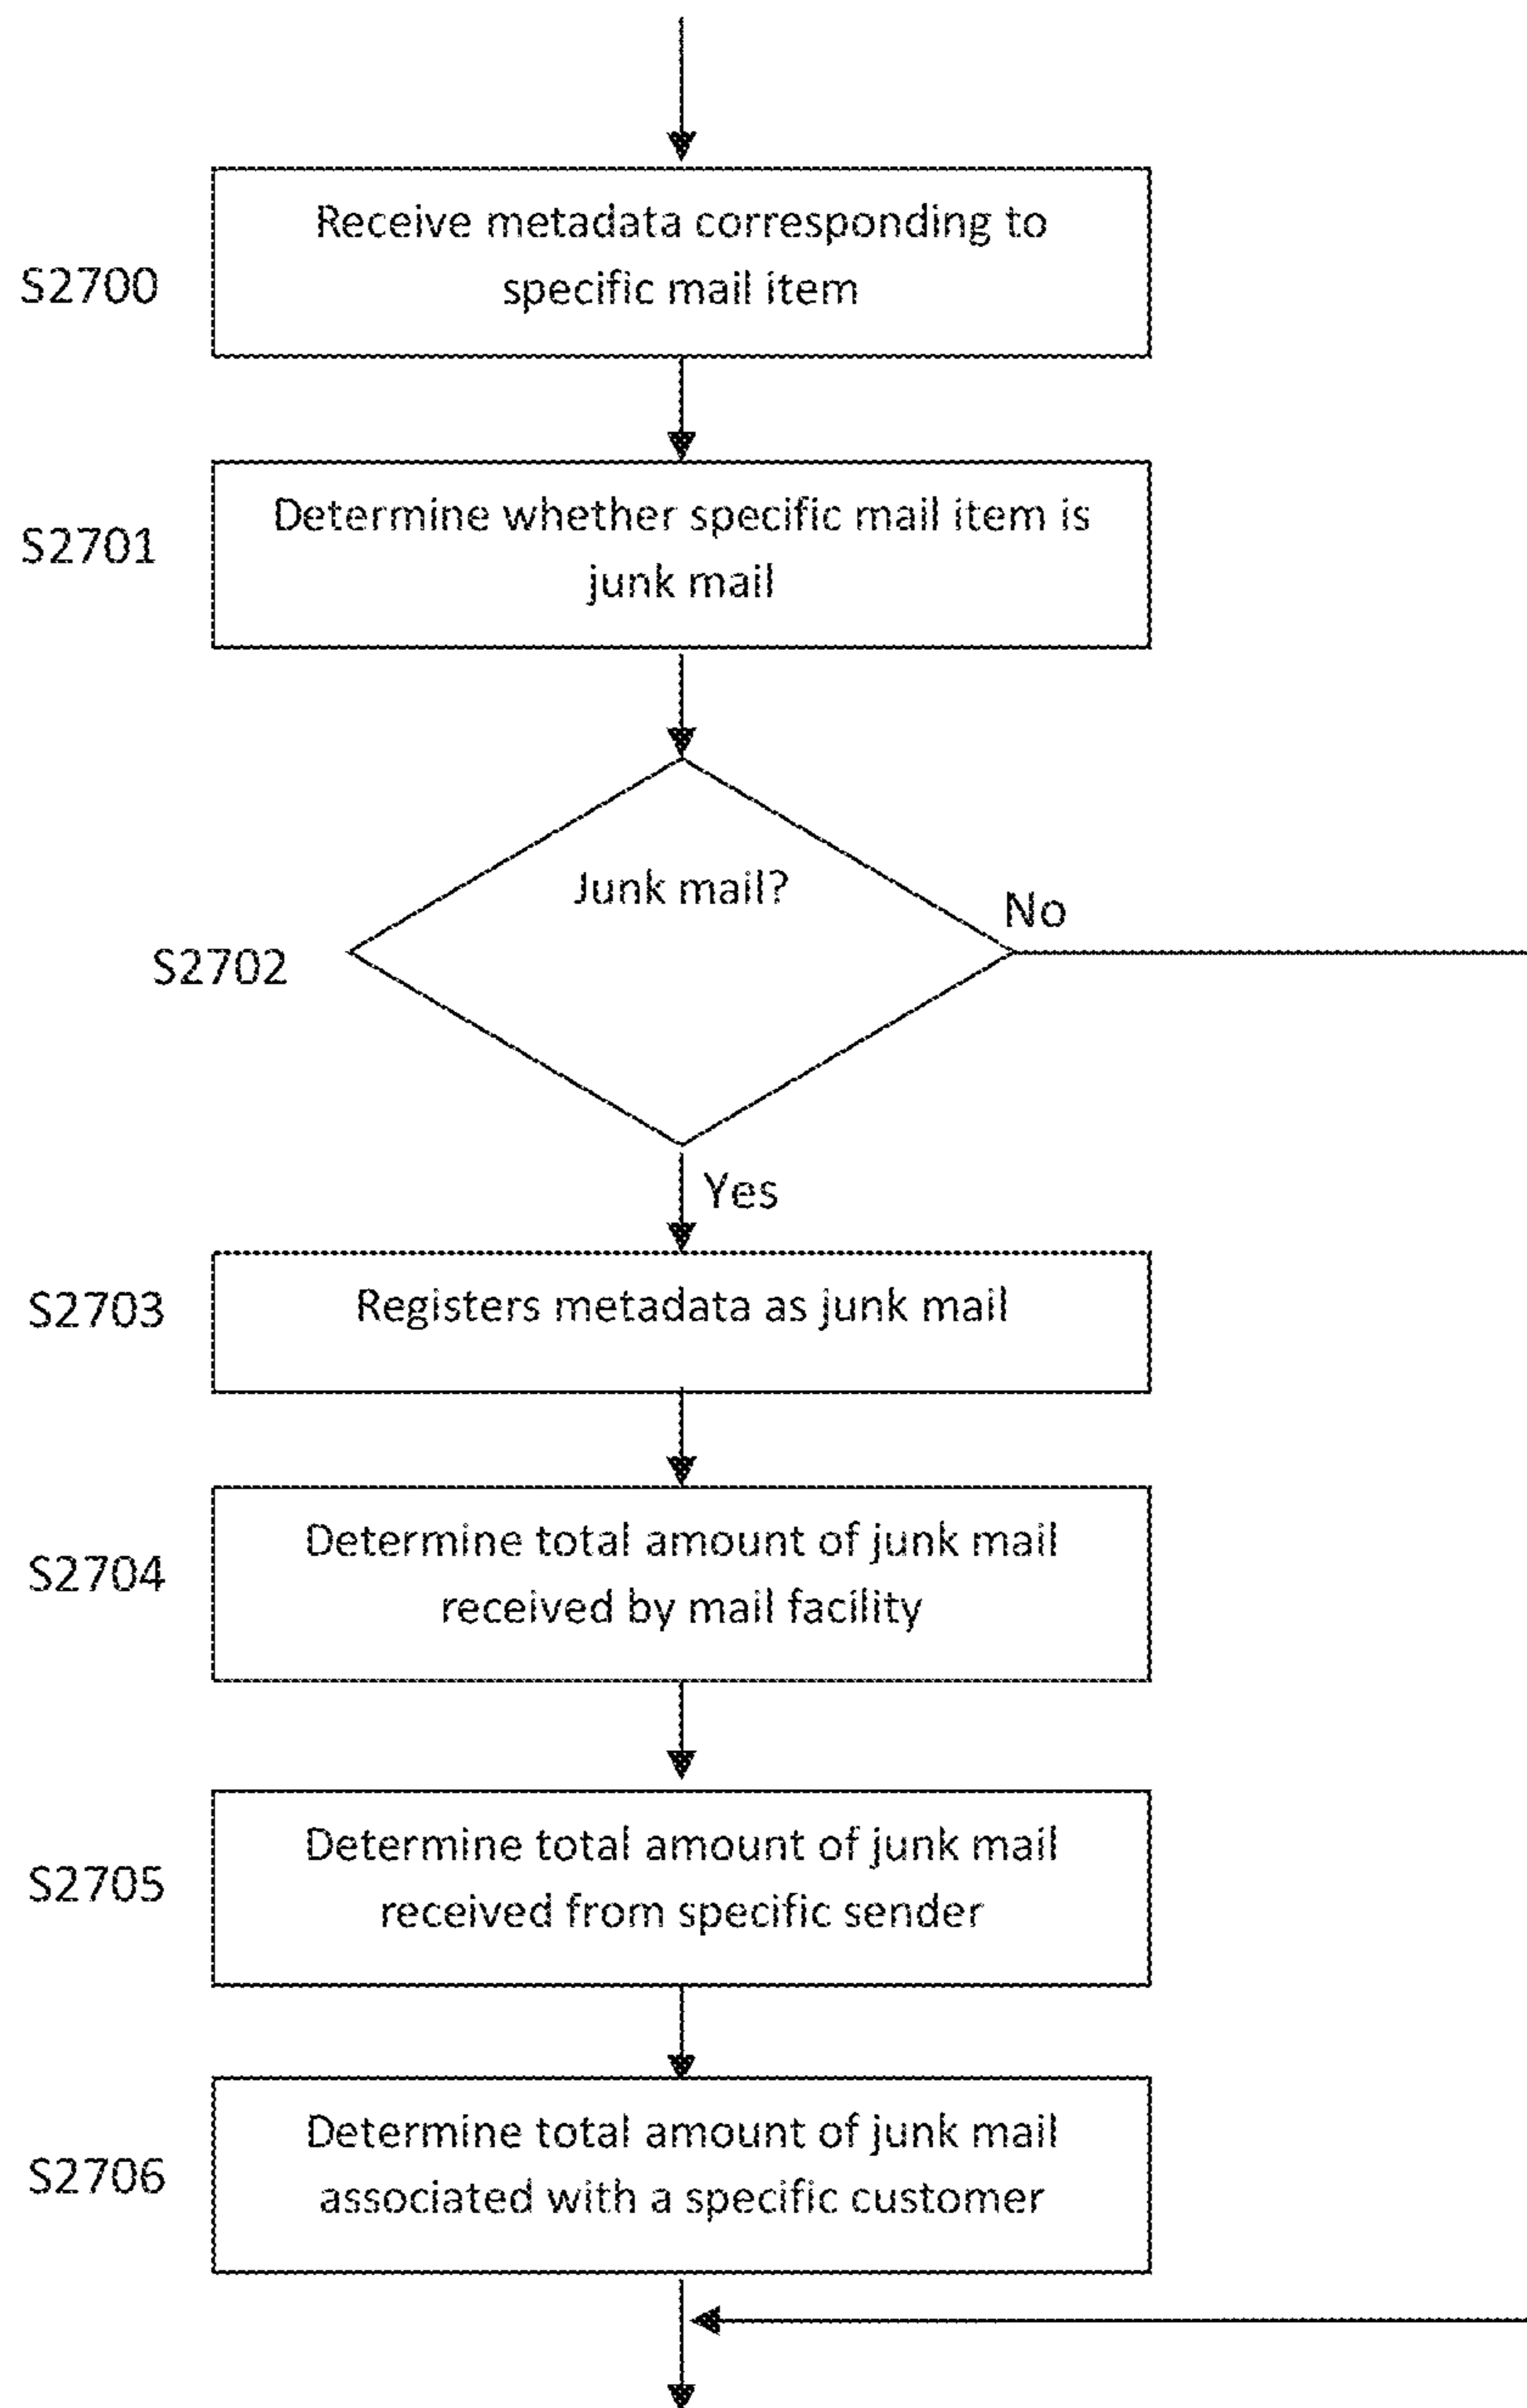 Receive metadata corresponding to
specific mail item
S2700
Determine whether specific mail item is
junk mail
S2701
Junk mail?
No
S2702
Yes
Registers metadata as junk mail
S2703
Determine total amount of junk mail
received by mail facility
S2704
Determine total amount of junk mail
received from specific sender
S2705
Determine total amount of junk mail
associated with a specific customer
S2706